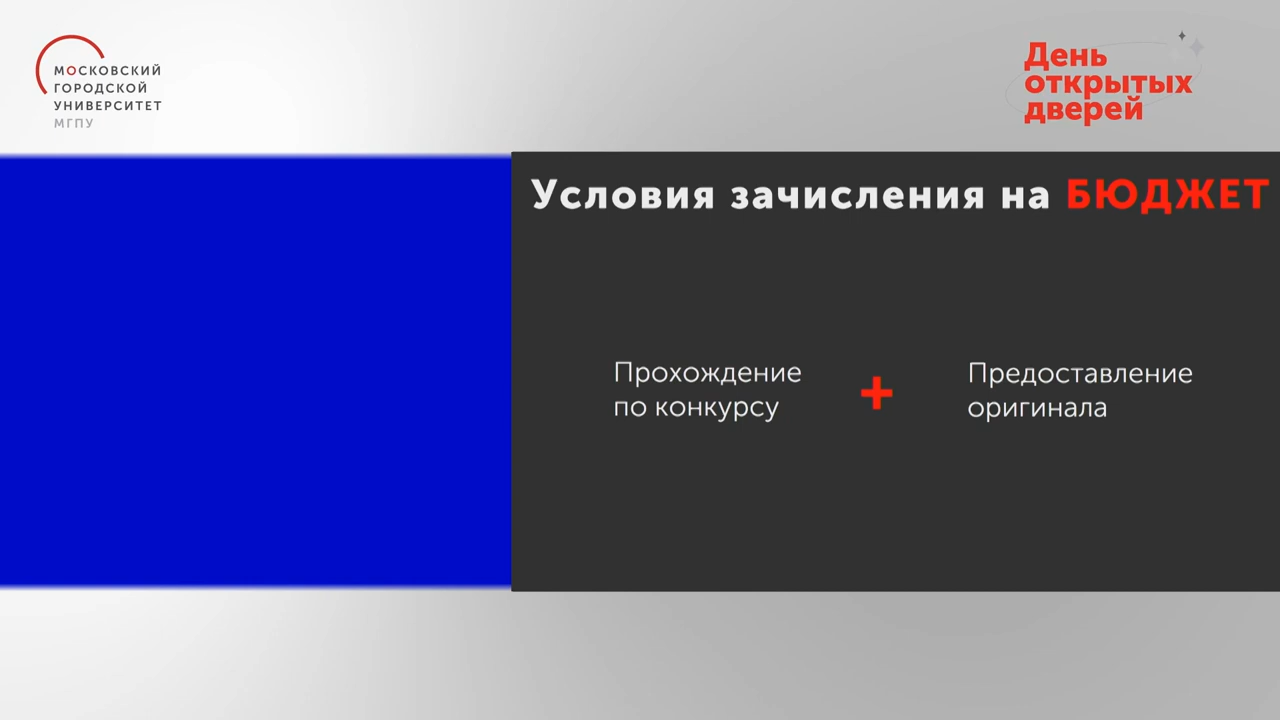 МОСКОВСКИЙ
ГОРОДСКОЙ
УНИВЕРСИТЕТ
МГПУ
День
открытых
дверей
Условия зачисления на БЮДЖЕТ
Прохождение
по конкурсу
+
Предоставление
оригинала